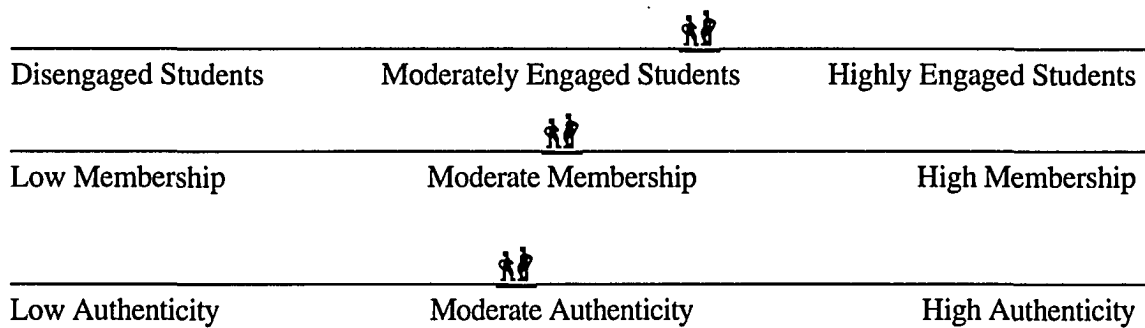 Disengaged Students Moderately Engaged Students Highly Engaged Students
Low Membership Moderate Membership High Membership
Low Authenticity Moderate Authenticity High Authenticity